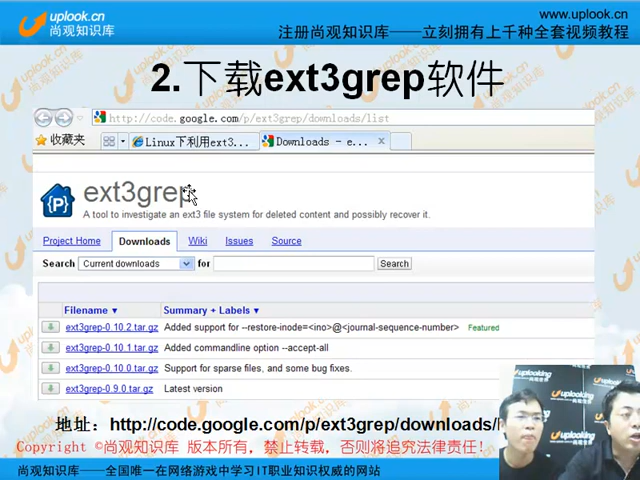 uplook.cn
尚观知识库
www.uplook.cn
注册尚观知识库——立刻拥有上千种全套视频教程
2.下载ext3grep软件
http://code.google.com/p/ext3grep/downloads/list
收藏夹
Linux下利用ext3...
Downloads - e...
ext3grep
A tool to investigate an ext3 file system for deleted content and possibly recover it.
Project Home
Downloads
Wiki
Issues
Source
Search
Current downloads
for
Search
Filename ▼
Summary + Labels ▼
ext3grep-0.10.2.tar.gz Added support for --restore-inode=<ino>@<journal-sequence-number> Featured
ext3grep-0.10.1.tar.gz Added commandline option --accept-all
ext3grep-0.10.0.tar.gz Support for sparse files, and some bug fixes.
ext3grep-0.9.0.tar.gz Latest version
地址：http://code.google.com/p/ext3grep/downloads/
Copyright ©尚观知识库 版本所有，禁止转载，否则将追究法律责任！
尚观知识库——全国唯一在网络游戏中学习IT职业知识权威的网站